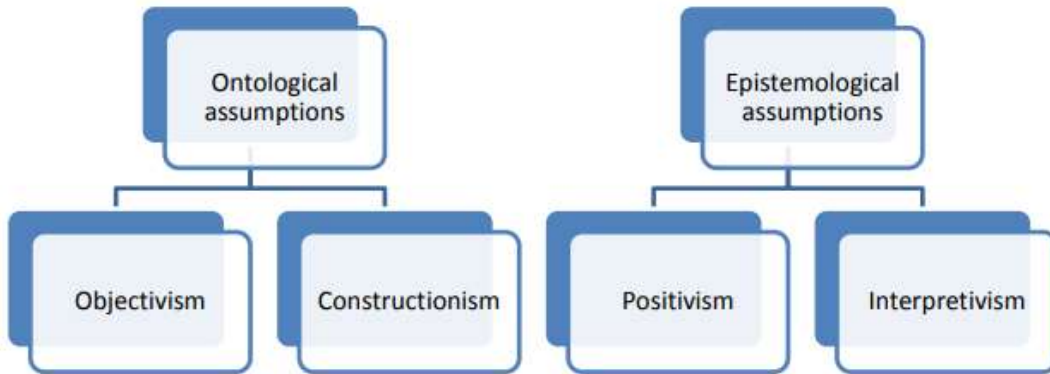 Ontological
assumptions
Epistemological
assumptions
Objectivism
Constructionism
Positivism
Interpretivism